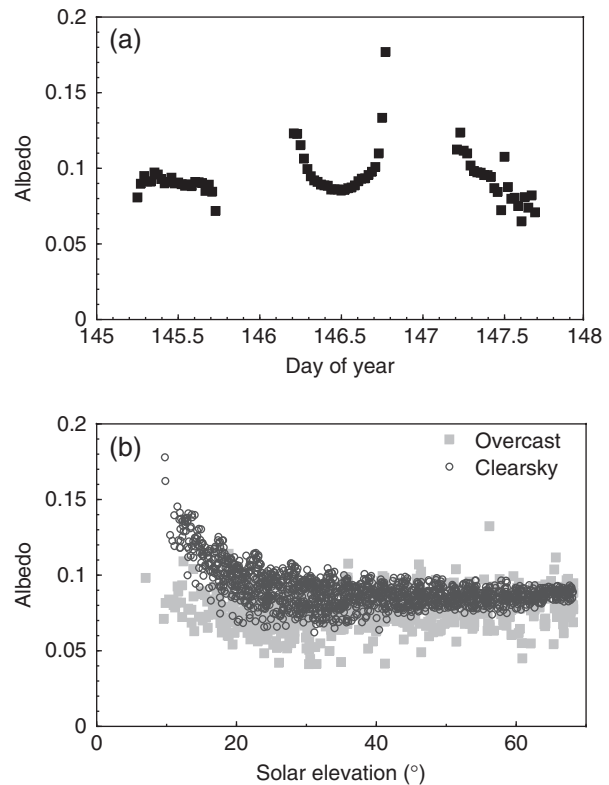 (a)
0.2
0.15
0.1
0.05
0
Albedo
145 145.5 146 146.5 147 147.5 148
Day of year
(b)
Overcast
Clearsky
0.2
0.15
0.1
0.05
0
Albedo
0 20 40 60
Solar elevation (°)